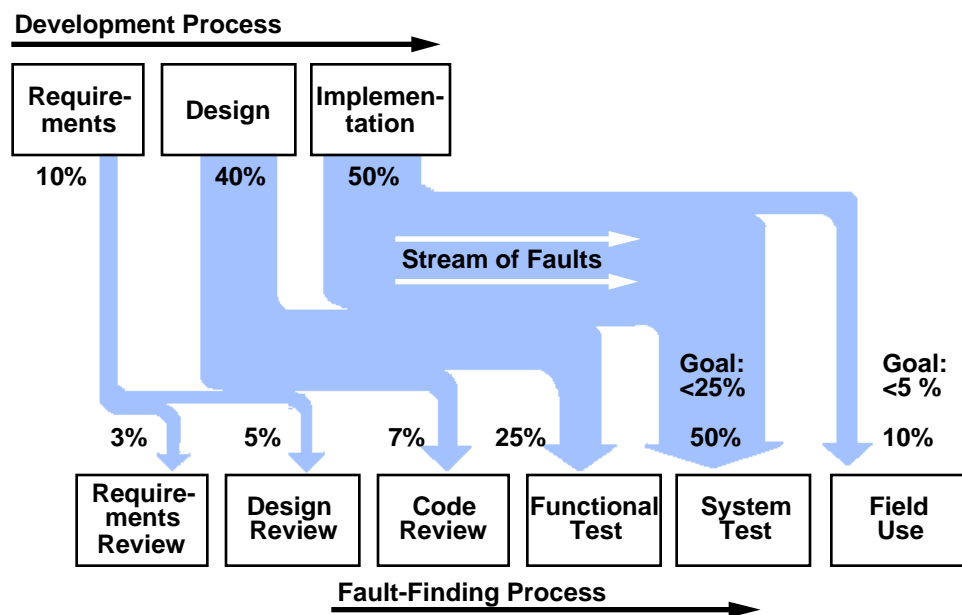 Development Process
Require-
ments
Design
Implemen-
tation
10%
40%
50%
Stream of Faults
Goal:
<25%
Goal:
<5 %
3%
5%
7%
25%
50%
10%
Require-
ments
Review
Design
Review
Code
Review
Functional
Test
System
Test
Field
Use
Fault-Finding Process